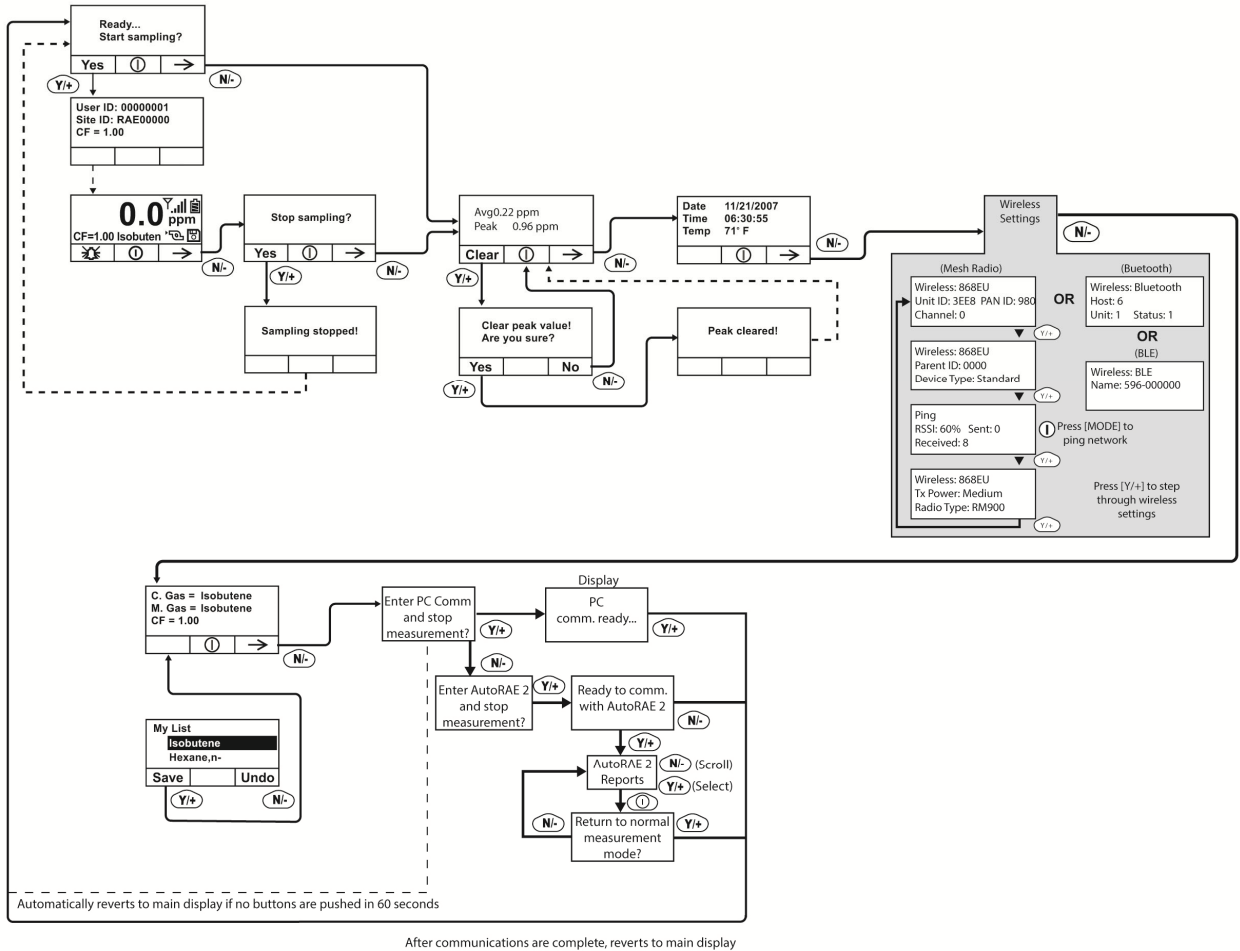 Ready...
Start sampling?
Yes
N/-
Y/+
User ID: 00000001
Site ID: RAE00000
CF = 1.00
0.0 ppm
CF=1.00 Isobuten
N/-
Stop sampling?
Yes
Y/+
N/-
Sampling stopped!
Avg0.22 ppm
Peak 0.96 ppm
Clear
Y/+
N/-
Clear peak value!
Are you sure?
Yes No
Y/+
N/-
Peak cleared!
Date 11/21/2007
Time 06:30:55
Temp 71° F
N/-
Wireless
Settings
N/-
(Mesh Radio)
Wireless: 868EU
Unit ID: 3EE8 PAN ID: 980
Channel: 0
Y/+
Wireless: 868EU
Parent ID: 0000
Device Type: Standard
Y/+
Ping
RSSI: 60% Sent: 0
Received: 8
Y/+
Wireless: 868EU
Tx Power: Medium
Radio Type: RM900
Y/+
OR
(Buetooth)
Wireless: Bluetooth
Host: 6
Unit: 1 Status: 1
OR
(BLE)
Wireless: BLE
Name: 596-000000
Press [MODE] to
ping network
Press [Y/+] to step
through wireless
settings
C. Gas = Isobutene
M. Gas = Isobutene
CF = 1.00
N/-
My List
Isobutene
Hexane,n-
Save Undo
Y/+
N/-
Enter PC Comm
and stop
measurement?
Y/+
N/-
Display
PC
comm. ready...
Y/+
Enter AutoRAE 2
and stop
measurement?
Y/+
Ready to comm.
with AutoRAE 2
N/-
Y/+
AutoRAE 2
Reports
N/- (Scroll)
Y/+ (Select)
Return to normal
measurement
mode?
N/-
Y/+
Automatically reverts to main display if no buttons are pushed in 60 seconds
After communications are complete, reverts to main display